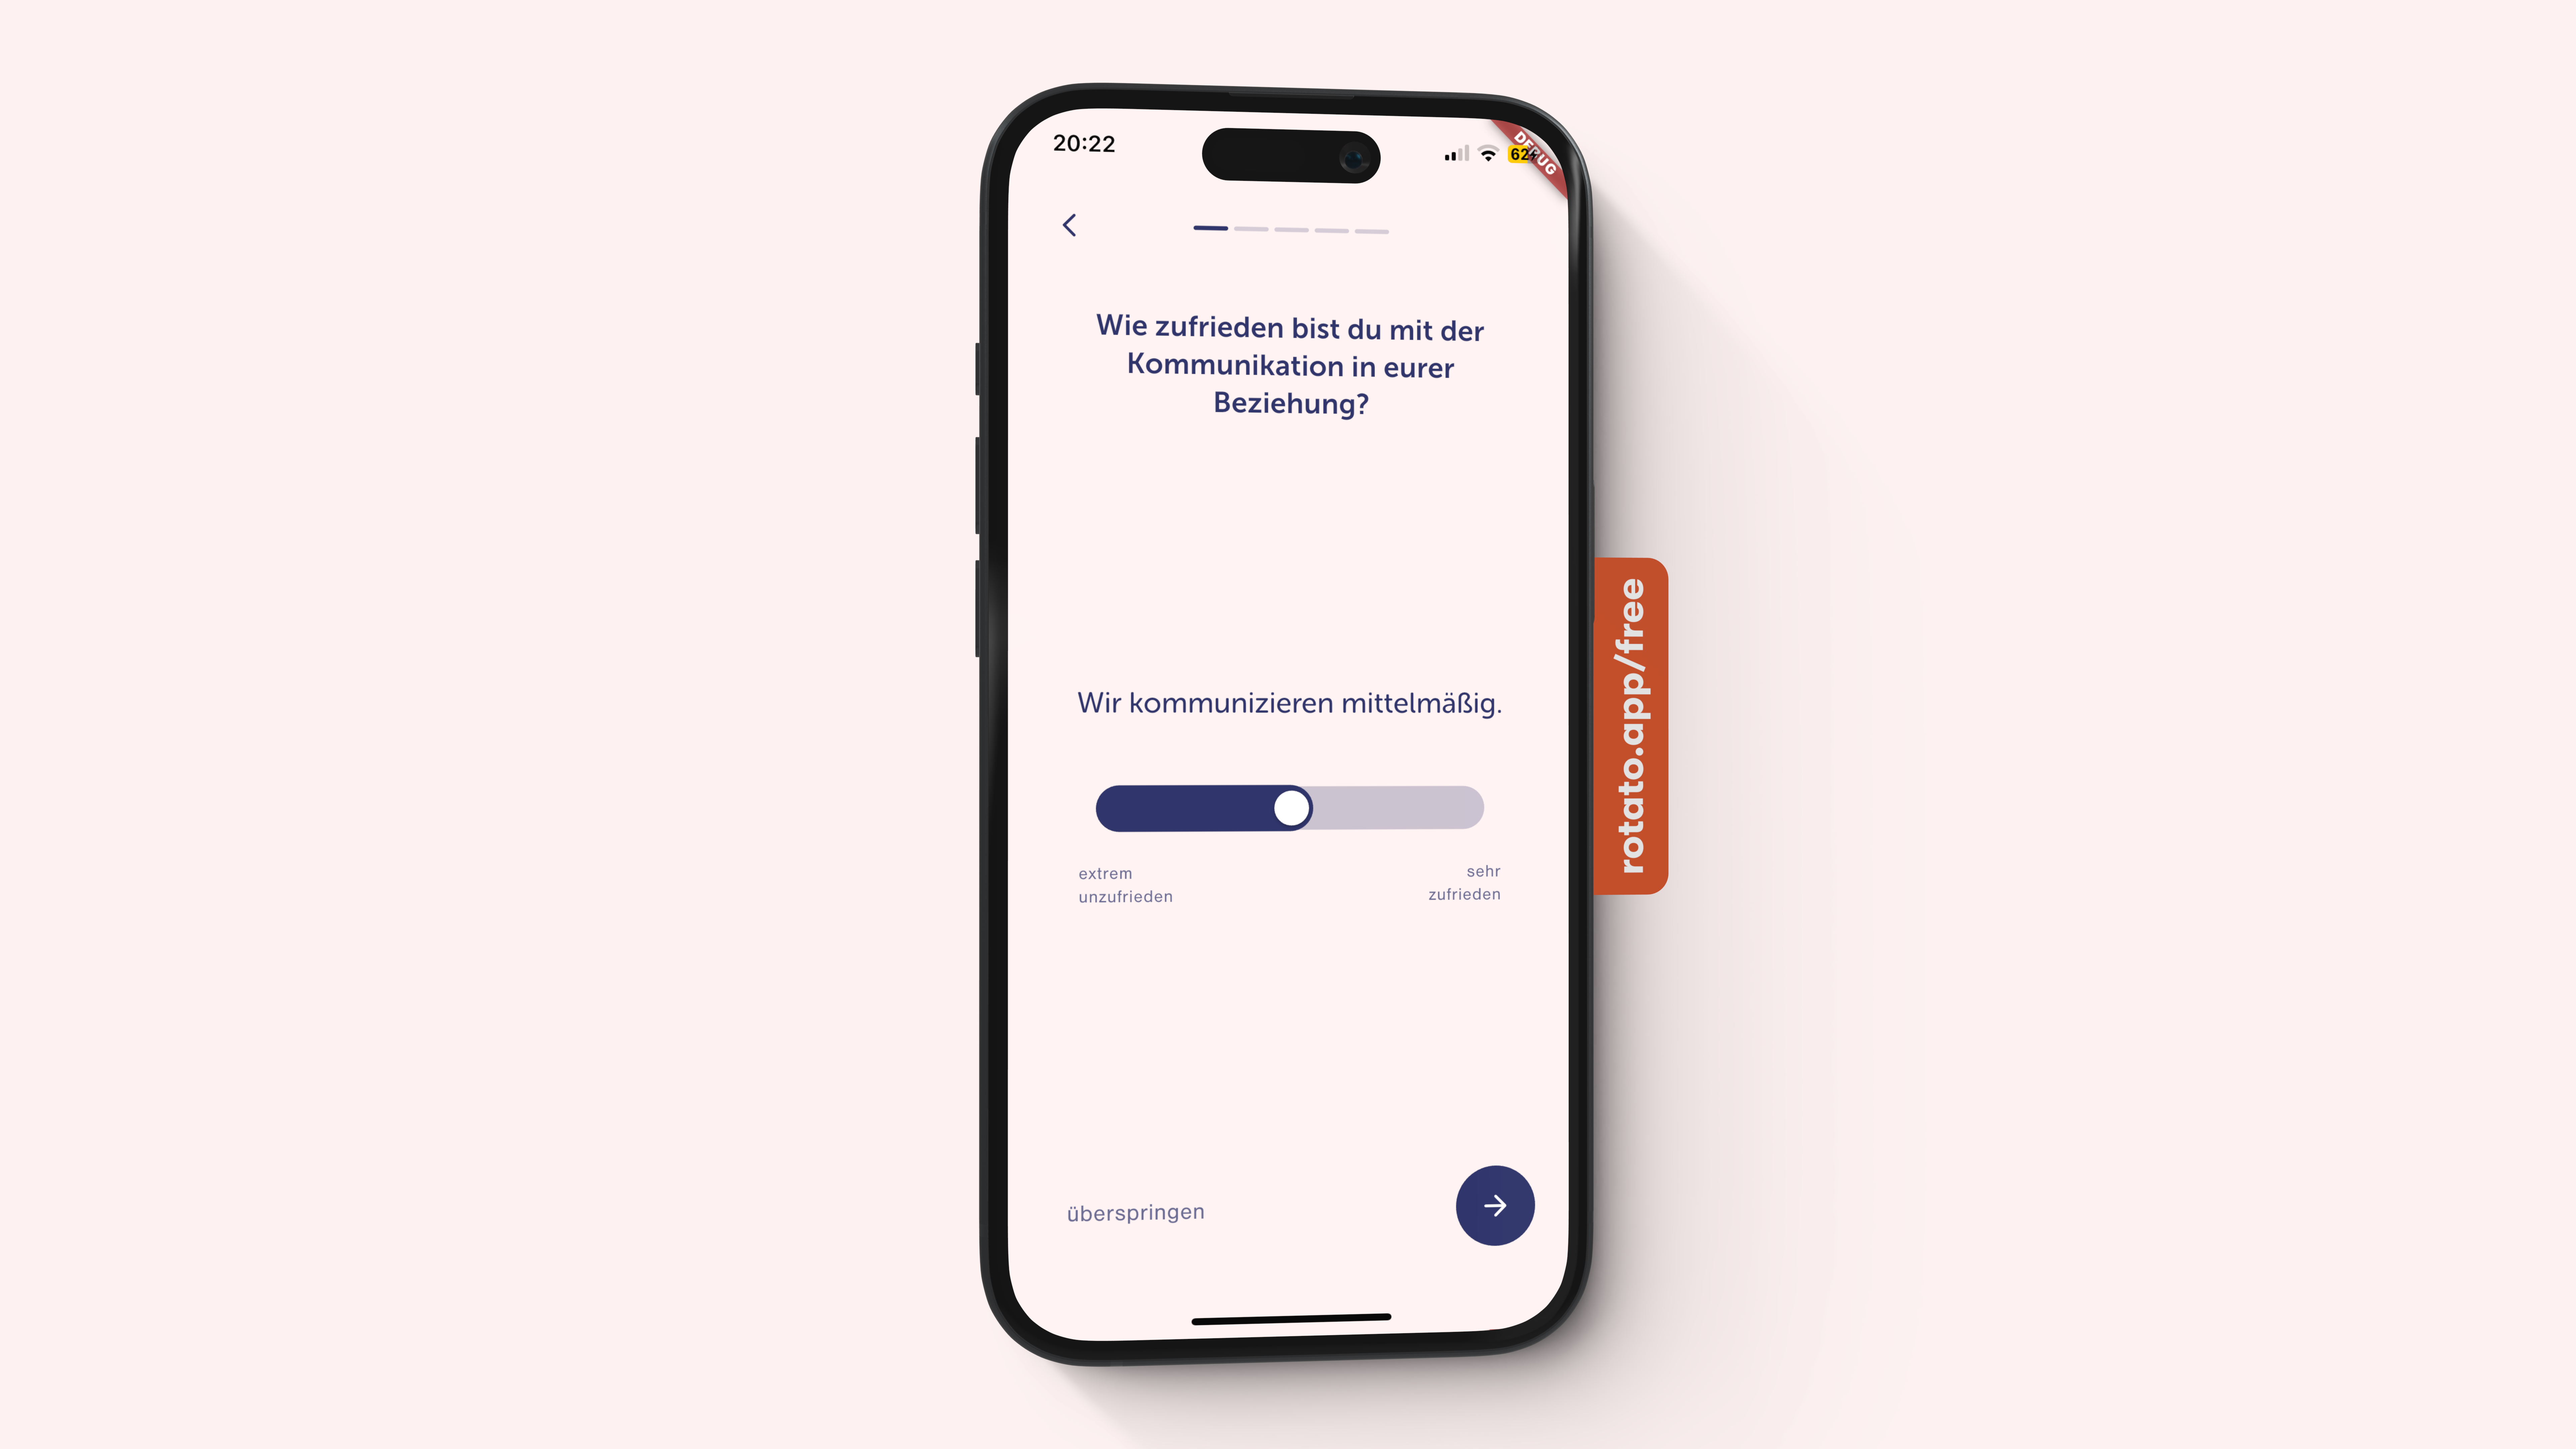 20:22
62
DEBUG
Wie zufrieden bist du mit der
Kommunikation in eurer
Beziehung?
Wir kommunizieren mittelmäßig.
extrem
unzufrieden
sehr
zufrieden
überspringen
rotato.app/free